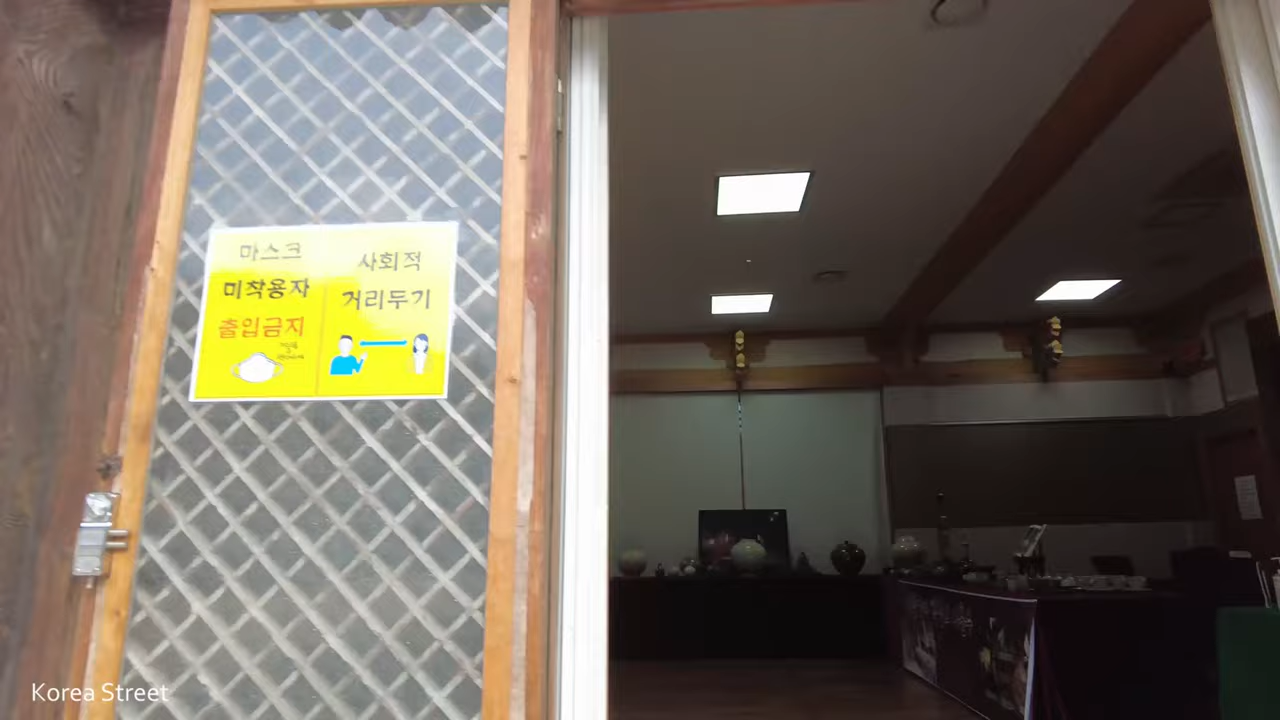 마스크
미착용자
출입금지
사회적
거리두기
Korea Street